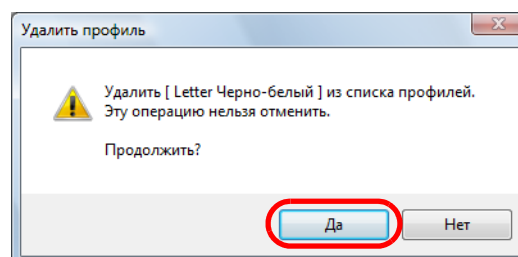 Удалить профиль
Удалить [ Letter Черно-белый ] из списка профилей.
Эту операцию нельзя отменить.
Продолжить?
Да
Нет